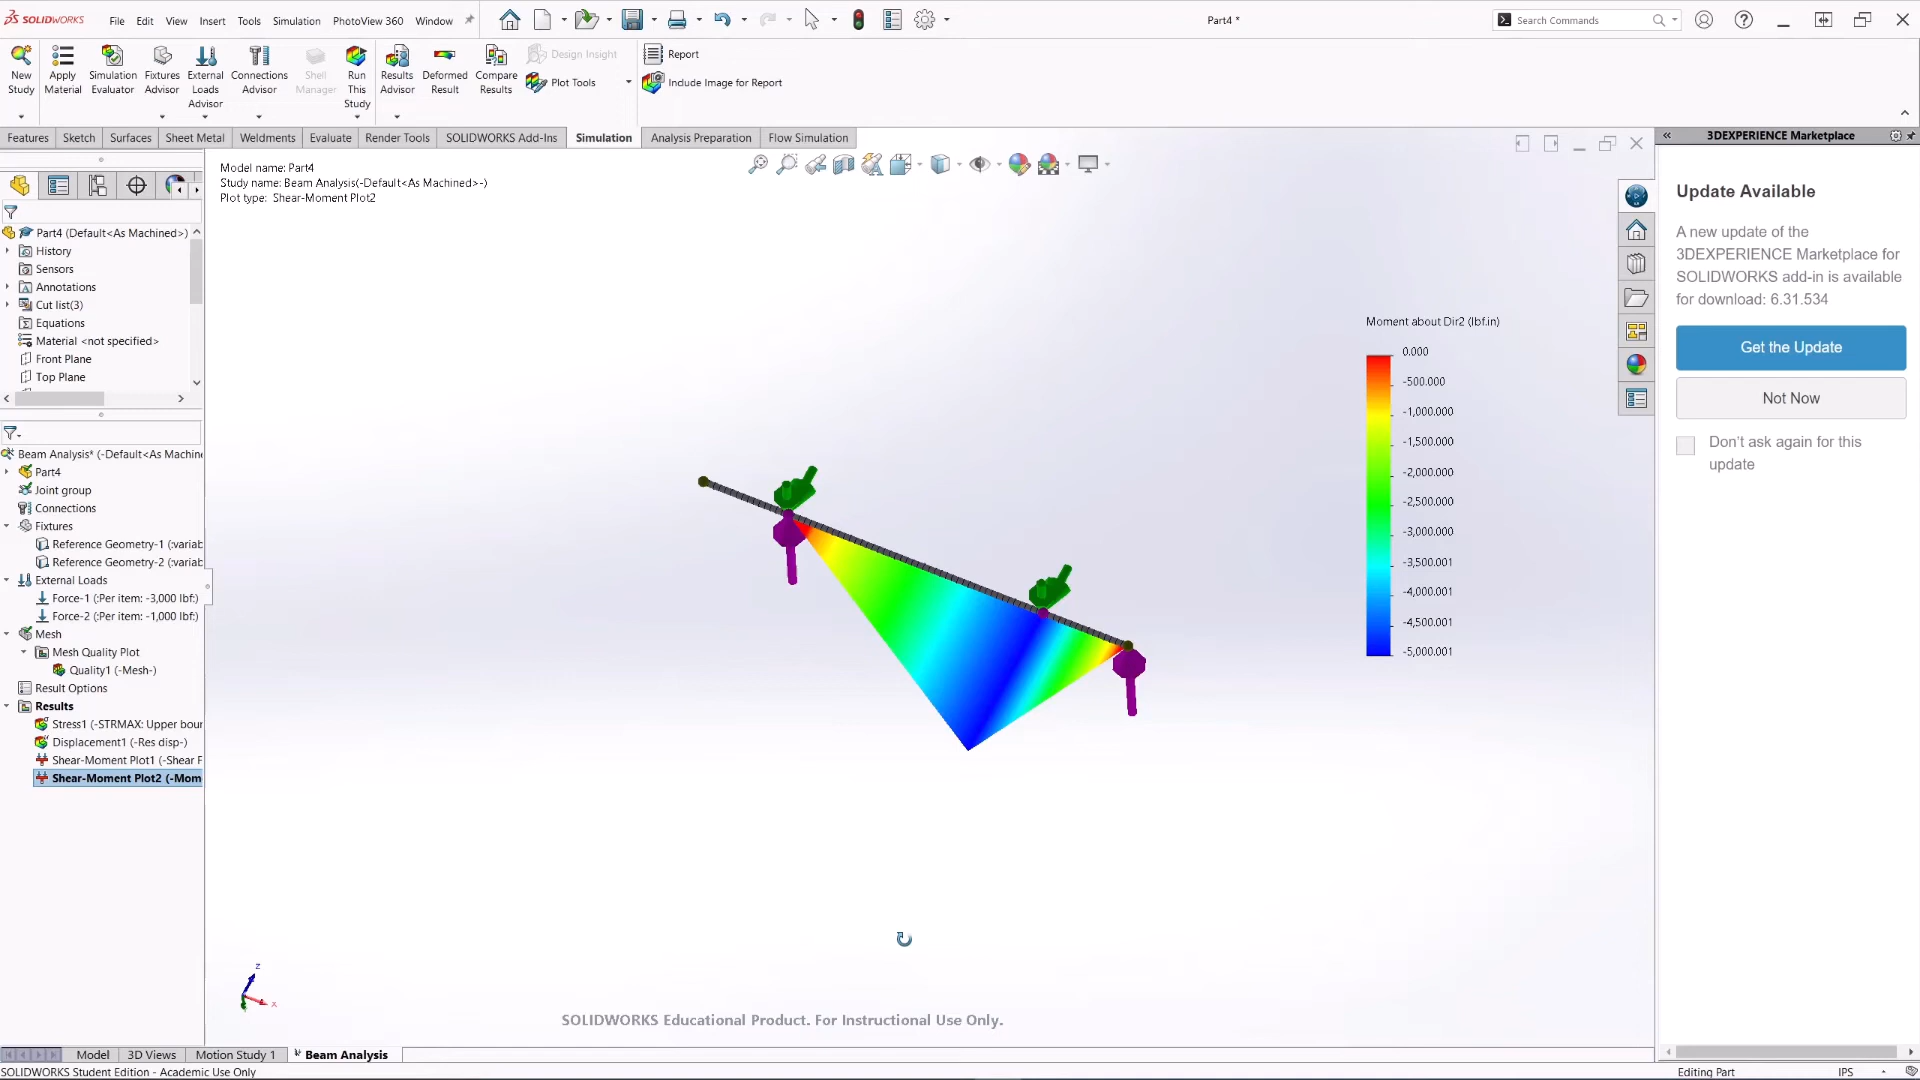 SOLIDWORKS File Edit View Insert Tools Simulation PhotoView 360 Window Part4 * Search Commands
New Study
Apply Material
Simulation Evaluator
Fixtures Advisor
External Loads Advisor
Connections Advisor
Shell Manager
Run This Study
Results Advisor
Deformed Result
Compare Results
Design Insight
Plot Tools
Report
Include Image for Report
Features Sketch Surfaces Sheet Metal Weldments Evaluate Render Tools SOLIDWORKS Add-Ins Simulation Analysis Preparation Flow Simulation
Part4 (Default<As Machined>)
History
Sensors
Annotations
Cut list(3)
Equations
Material <not specified>
Front Plane
Top Plane
Beam Analysis* (-Default<As Machine
Part4
Joint group
Connections
Fixtures
Reference Geometry-1 (:variab
Reference Geometry-2 (:variab
External Loads
Force-1 (:Per item: -3,000 lbf:)
Force-2 (:Per item: -1,000 lbf:)
Mesh
Mesh Quality Plot
Quality1 (-Mesh-)
Result Options
Results
Stress1 (-STRMAX: Upper bour
Displacement1 (-Res disp-)
Shear-Moment Plot1 (-Shear F
Shear-Moment Plot2 (-Mom
Model name: Part4
Study name: Beam Analysis(-Default<As Machined>-)
Plot type: Shear-Moment Plot2
Moment about Dir2 (lbf.in)
0.000
-500.000
-1,000.000
-1,500.000
-2,000.000
-2,500.000
-3,000.000
-3,500.001
-4,000.001
-4,500.001
-5,000.001
z
x
SOLIDWORKS Educational Product. For Instructional Use Only.
3DEXPERIENCE Marketplace
Update Available
A new update of the
3DEXPERIENCE Marketplace for
SOLIDWORKS add-in is available
for download: 6.31.534
Get the Update
Not Now
Don't ask again for this
update
Model 3D Views Motion Study 1 Beam Analysis
SOLIDWORKS Student Edition - Academic Use Only
Editing Part IPS